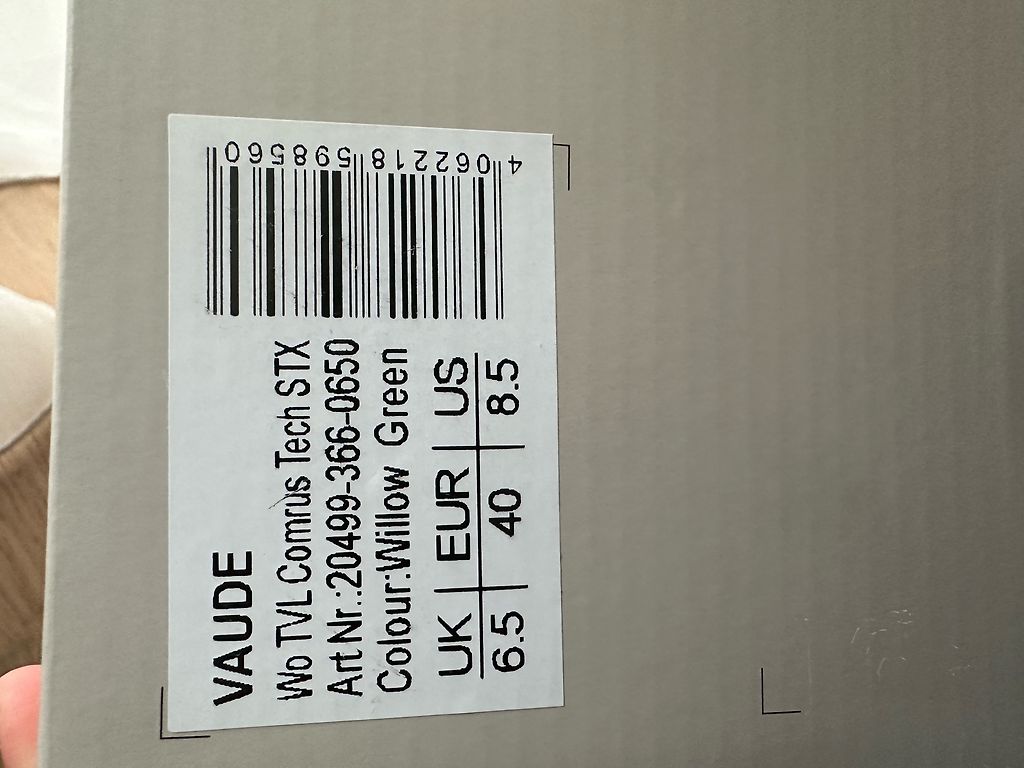 VAUDE
Wo TVL Comrus Tech STX
Art Nr.:20499-366-0650
Colour:Willow Green
UK | EUR | US
6.5 | 40 | 8.5
4 062218 598560